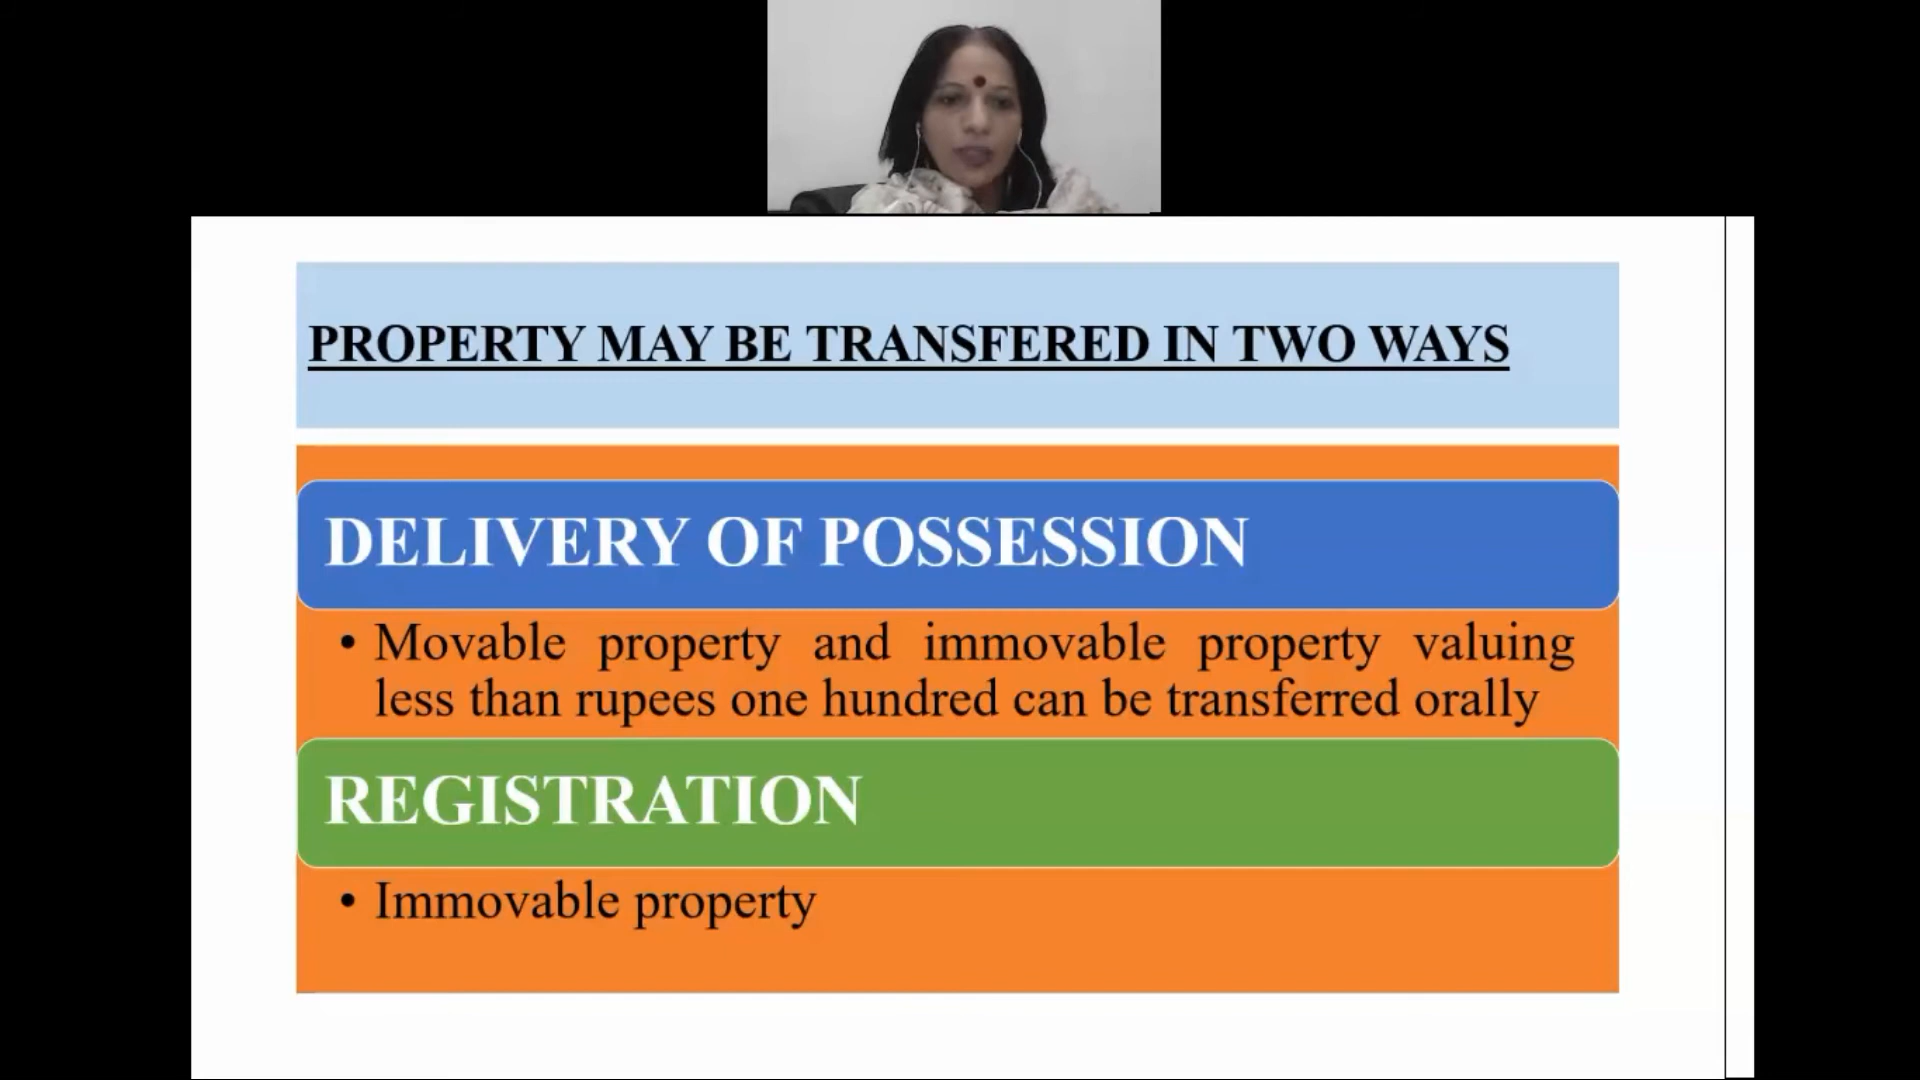 PROPERTY MAY BE TRANSFERED IN TWO WAYS
DELIVERY OF POSSESSION
• Movable property and immovable property valuing
less than rupees one hundred can be transferred orally
REGISTRATION
• Immovable property